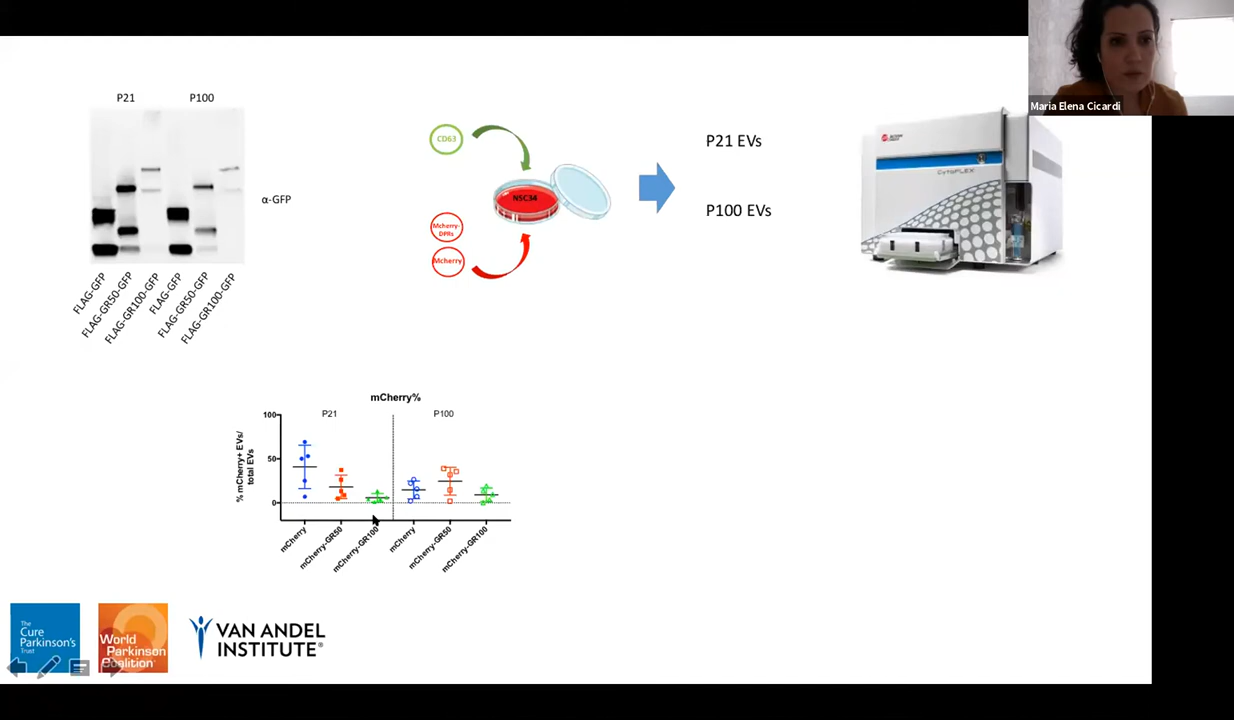 Maria Elena Cicardi
P21
P100
α-GFP
FLAG-GFP
FLAG-GR50-GFP
FLAG-GR100-GFP
FLAG-GFP
FLAG-GR50-GFP
FLAG-GR100-GFP
CD63
NSC34
Mcherry-
DPRs
Mcherry
P21 EVs
P100 EVs
CytoFLEX
mCherry%
P21
P100
% mCherry+ EVs/
total EVs
100
50
0
mCherry
mCherry-GR50
mCherry-GR100
mCherry
mCherry-GR50
mCherry-GR100
The
Cure
Parkinson's
Trust
World
Parkinson
Coalition
VAN ANDEL
INSTITUTE®